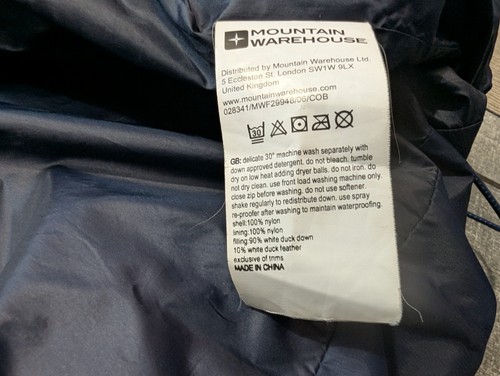 MOUNTAIN
WAREHOUSE
Distributed by Mountain Warehouse Ltd.
5 Eccleston St, London SW1W 9LX
United Kingdom
www.mountainwarehouse.com
028341/MWF29940/06/COB
30
GB: delicate 30° machine wash separately with
down approved detergent. do not bleach, tumble
dry on low heat adding dryer balls. do not iron. do
not dry clean. use front load washing machine only.
close zip before washing. do not use softener.
shake regularly to redistribute down. use spray
re-proofer after washing to maintain waterproofing.
shell:100% nylon
lining:100% nylon
filling:90% white duck down
10% white duck feather
exclusive of trims
MADE IN CHINA